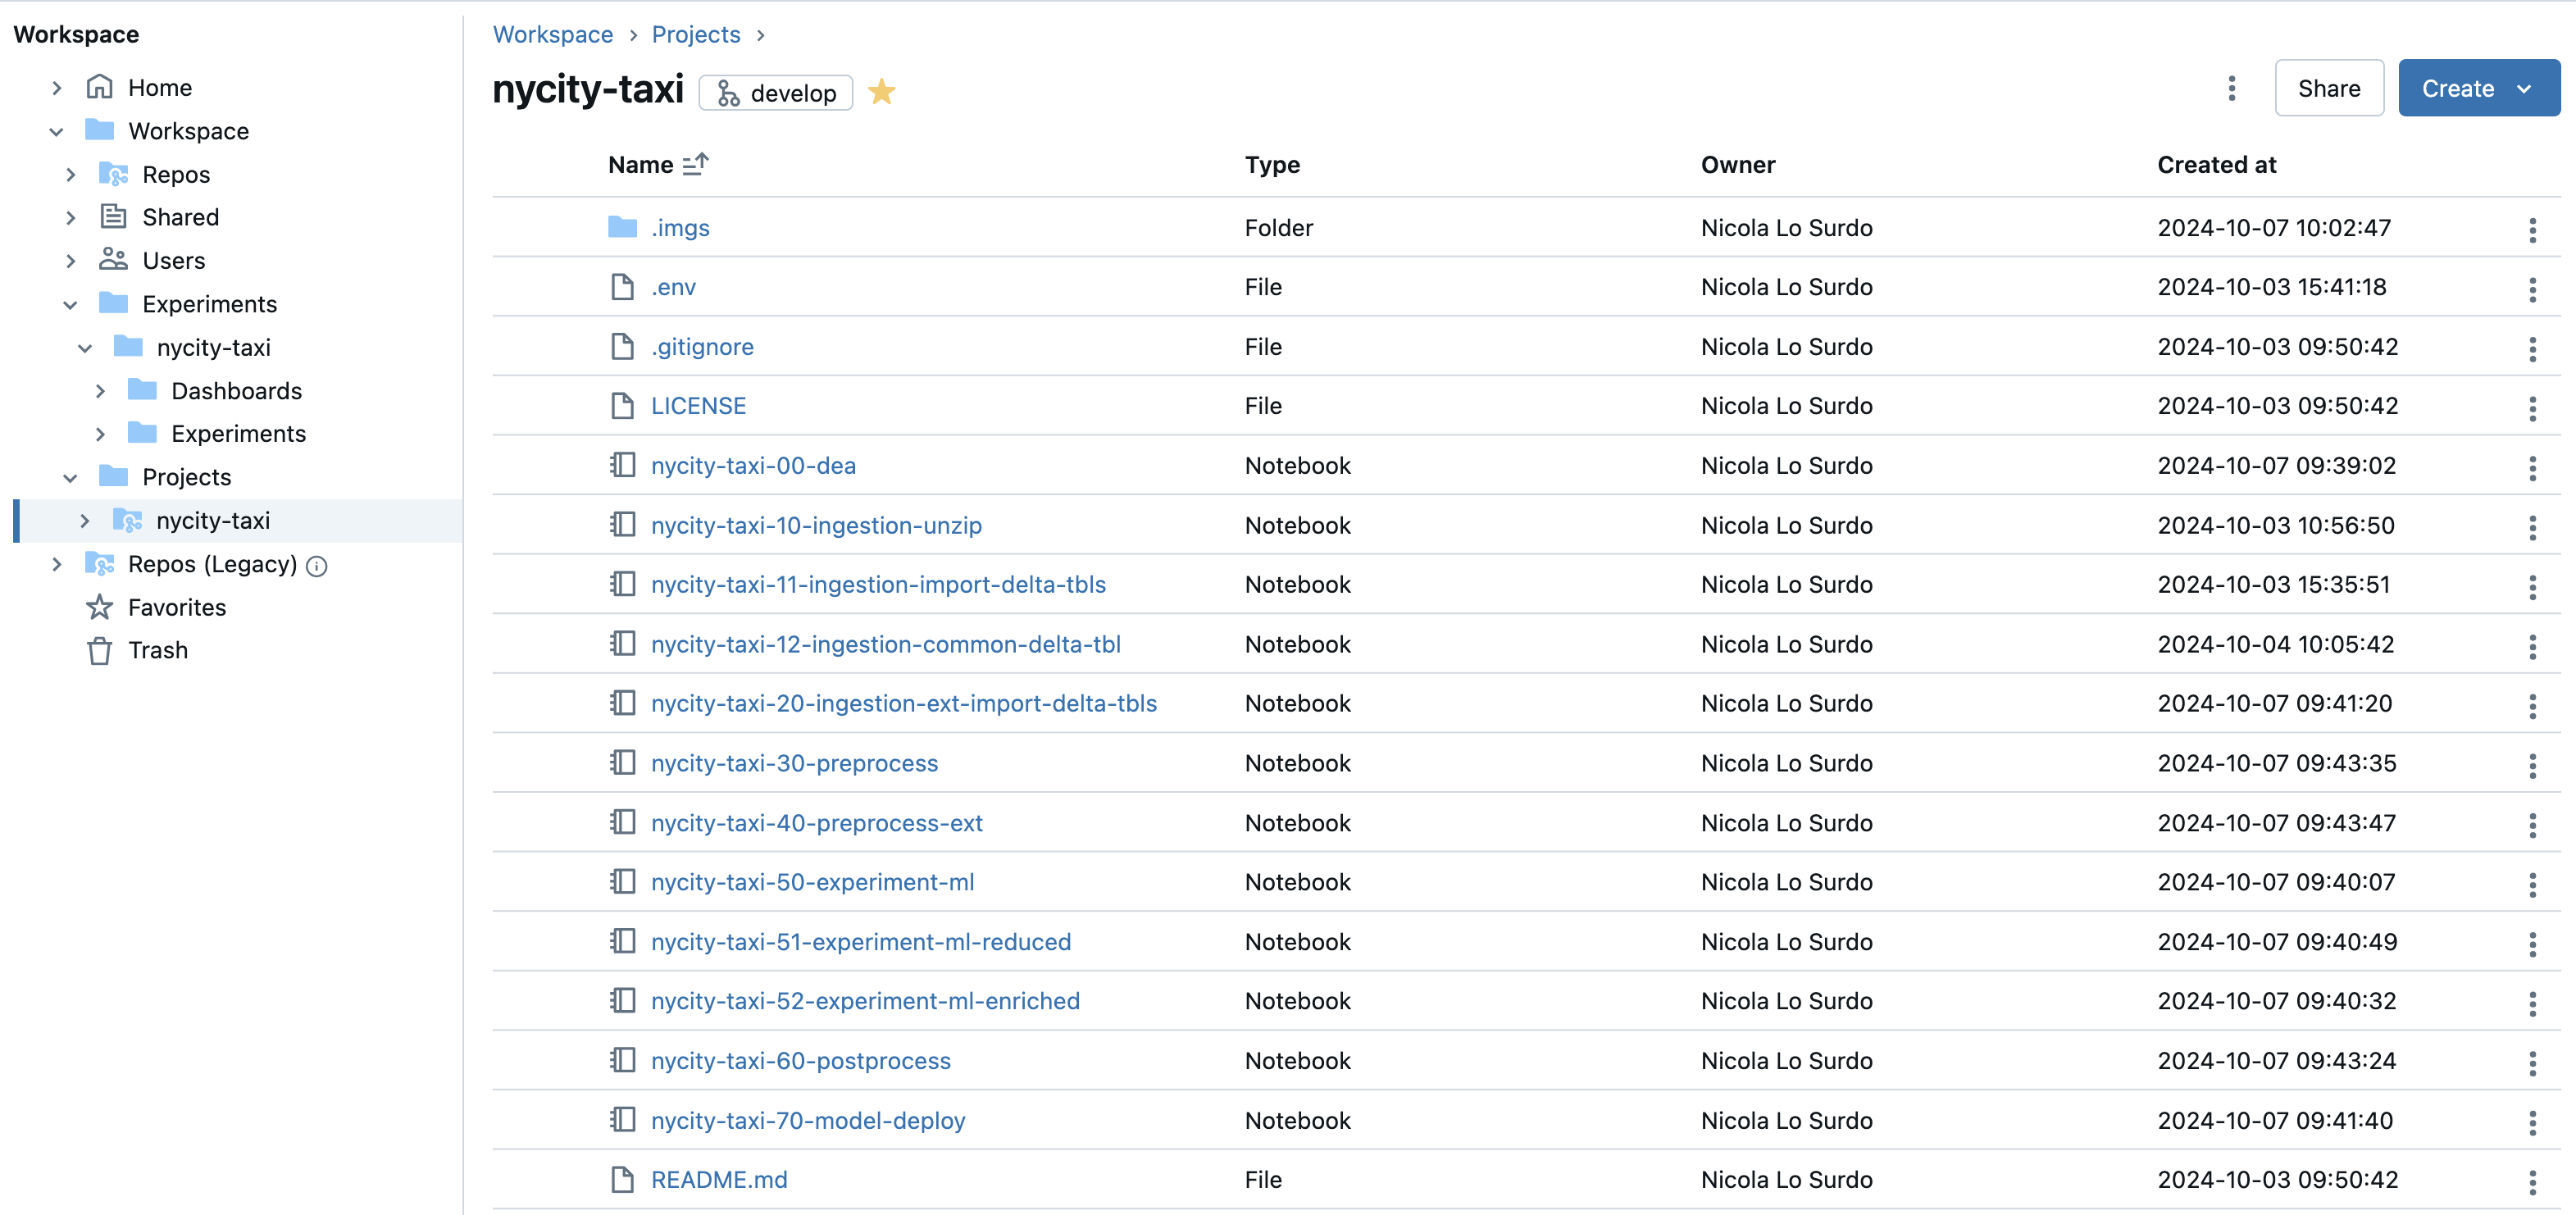 Workspace
Home
Workspace
Repos
Shared
Users
Experiments
nycity-taxi
Dashboards
Experiments
Projects
nycity-taxi
Repos (Legacy)
Favorites
Trash
Workspace Projects
nycity-taxi develop
Share Create
Name Type Owner Created at
.imgs Folder Nicola Lo Surdo 2024-10-07 10:02:47
.env File Nicola Lo Surdo 2024-10-03 15:41:18
.gitignore File Nicola Lo Surdo 2024-10-03 09:50:42
LICENSE File Nicola Lo Surdo 2024-10-03 09:50:42
nycity-taxi-00-dea Notebook Nicola Lo Surdo 2024-10-07 09:39:02
nycity-taxi-10-ingestion-unzip Notebook Nicola Lo Surdo 2024-10-03 10:56:50
nycity-taxi-11-ingestion-import-delta-tbls Notebook Nicola Lo Surdo 2024-10-03 15:35:51
nycity-taxi-12-ingestion-common-delta-tbl Notebook Nicola Lo Surdo 2024-10-04 10:05:42
nycity-taxi-20-ingestion-ext-import-delta-tbls Notebook Nicola Lo Surdo 2024-10-07 09:41:20
nycity-taxi-30-preprocess Notebook Nicola Lo Surdo 2024-10-07 09:43:35
nycity-taxi-40-preprocess-ext Notebook Nicola Lo Surdo 2024-10-07 09:43:47
nycity-taxi-50-experiment-ml Notebook Nicola Lo Surdo 2024-10-07 09:40:07
nycity-taxi-51-experiment-ml-reduced Notebook Nicola Lo Surdo 2024-10-07 09:40:49
nycity-taxi-52-experiment-ml-enriched Notebook Nicola Lo Surdo 2024-10-07 09:40:32
nycity-taxi-60-postprocess Notebook Nicola Lo Surdo 2024-10-07 09:43:24
nycity-taxi-70-model-deploy Notebook Nicola Lo Surdo 2024-10-07 09:41:40
README.md File Nicola Lo Surdo 2024-10-03 09:50:42